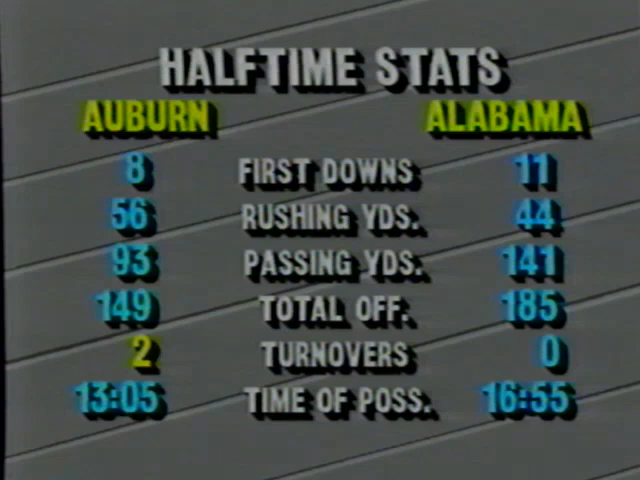 HALFTIME STATS
AUBURN ALABAMA
8 FIRST DOWNS 11
56 RUSHING YDS. 44
93 PASSING YDS. 141
149 TOTAL OFF. 185
2 TURNOVERS 0
13:05 TIME OF POSS. 16:55